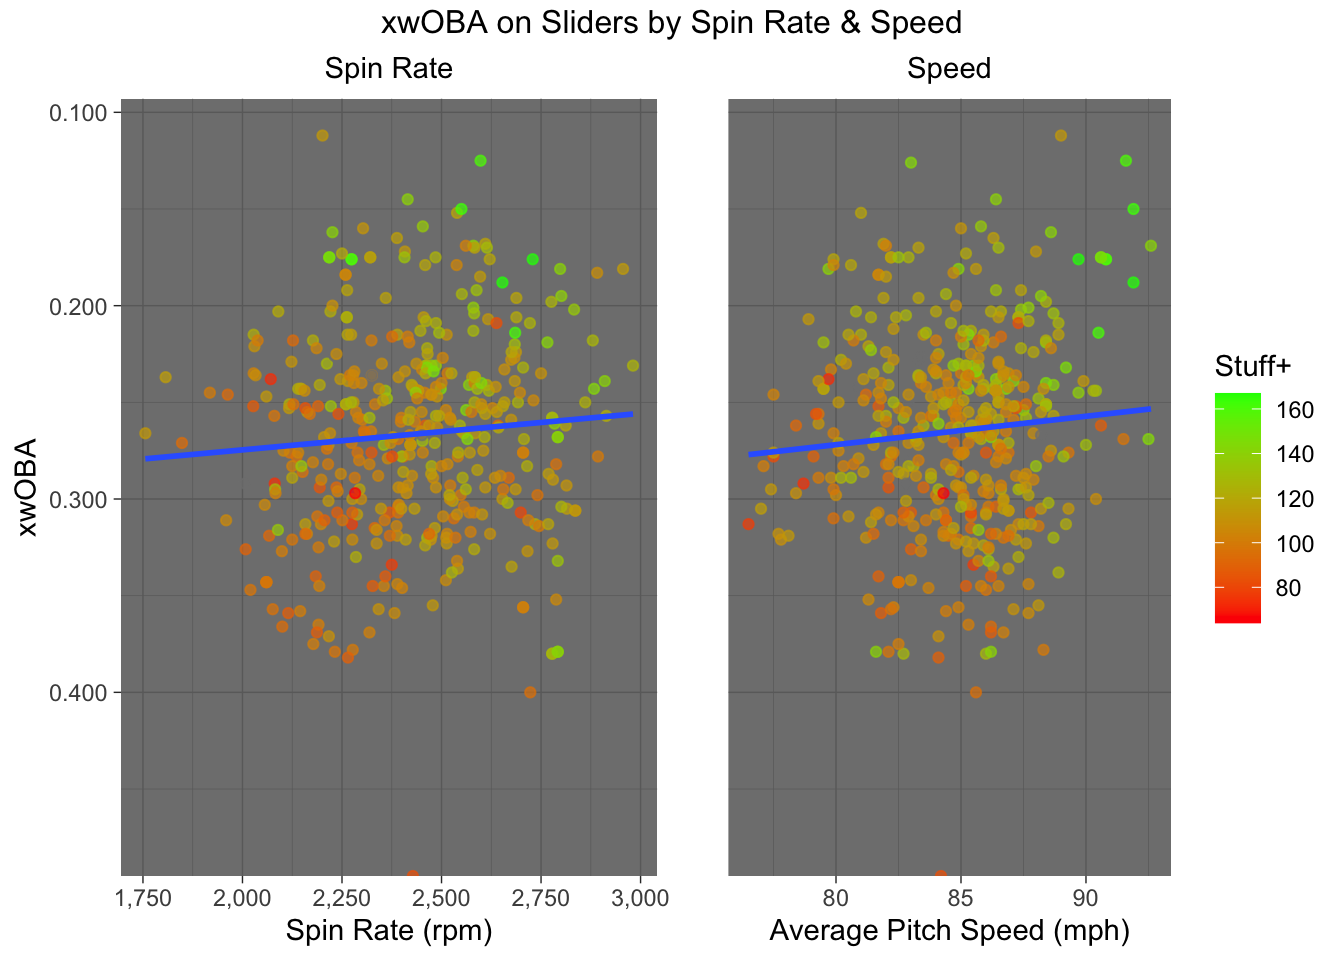 xwOBA on Sliders by Spin Rate & Speed
Spin Rate
Speed
0.100
0.200
0.300
0.400
xwOBA
1,750 2,000 2,250 2,500 2,750 3,000
80 85 90
Spin Rate (rpm)
Average Pitch Speed (mph)
Stuff+
160
140
120
100
80